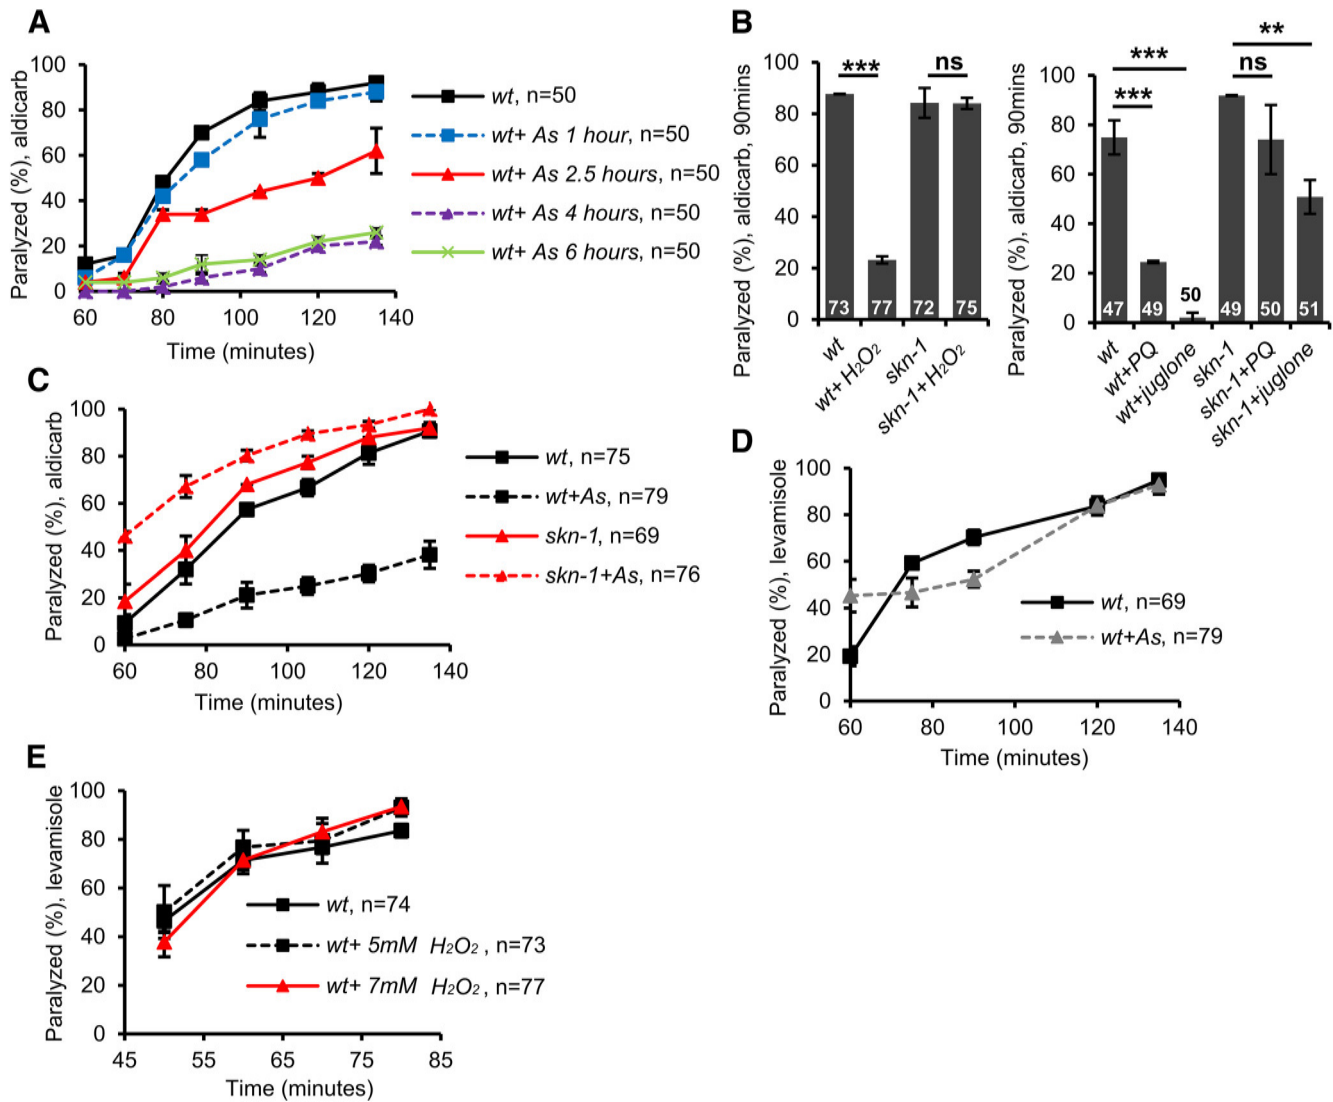 A
Paralyzed (%), aldicarb
100
80
60
40
20
0
60 80 100 120 140
Time (minutes)
wt, n=50
wt+ As 1 hour, n=50
wt+ As 2.5 hours, n=50
wt+ As 4 hours, n=50
wt+ As 6 hours, n=50
B
Paralyzed (%), aldicarb, 90mins
100
80
60
40
20
0
*** ns
73 77 72 75
wt
wt+ H2O2
skn-1
skn-1+H2O2
Paralyzed (%), aldicarb, 90mins
100
80
60
40
20
0
**
*** ns
***
47 49 50 49 50 51
wt
wt+PQ
wt+juglone
skn-1
skn-1+PQ
skn-1+juglone
C
Paralyzed (%), aldicarb
100
80
60
40
20
0
60 80 100 120 140
Time (minutes)
wt, n=75
wt+As, n=79
skn-1, n=69
skn-1+As, n=76
D
Paralyzed (%), levamisole
100
80
60
40
20
0
60 80 100 120 140
Time (minutes)
wt, n=69
wt+As, n=79
E
Paralyzed (%), levamisole
100
80
60
40
20
0
45 55 65 75 85
Time (minutes)
wt, n=74
wt+ 5mM H2O2 , n=73
wt+ 7mM H2O2 , n=77